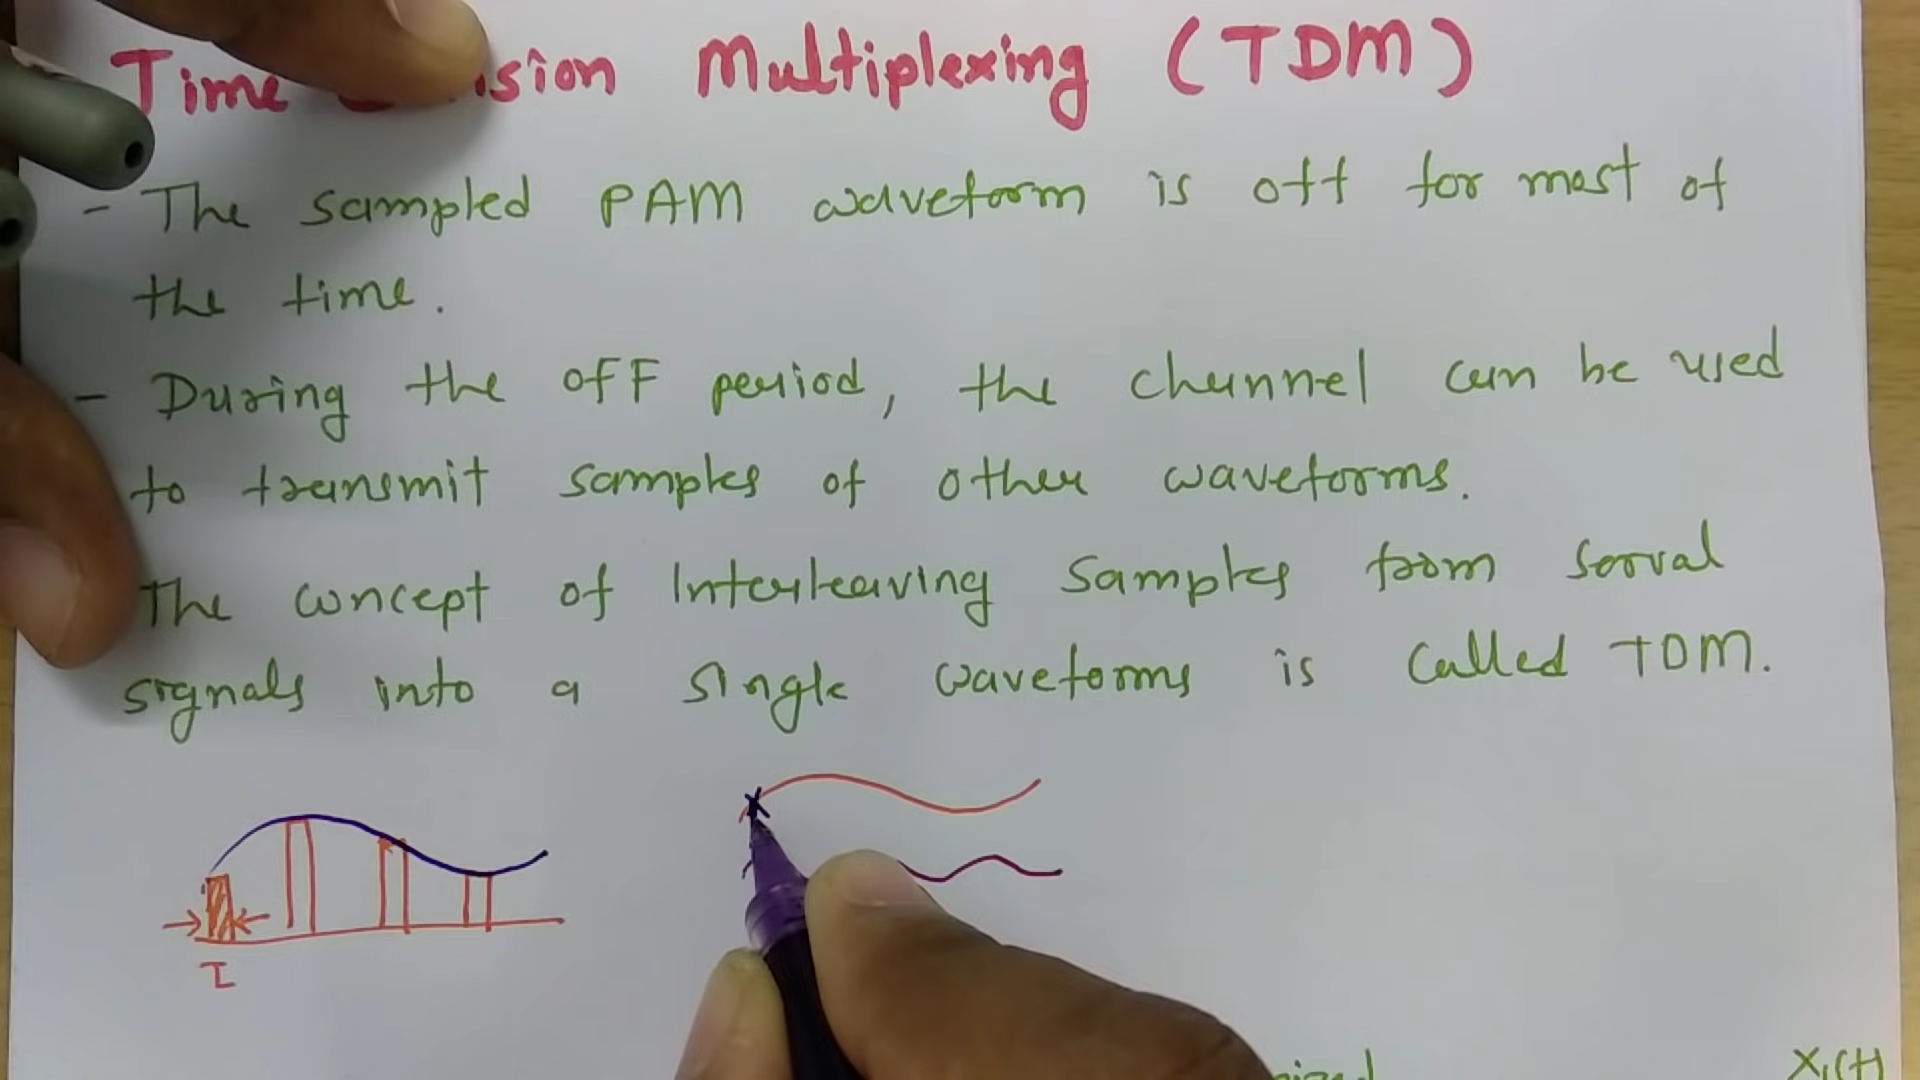 Time ision Multiplexing (TDM)
- The sampled PAM waveform is off for most of
the time.
- During the OFF period, the channel can be used
to transmit samples of other waveforms.
The concept of Interleaving samples from sorval
signals into a single waveforms is called TDM.
τ
X₁(t)